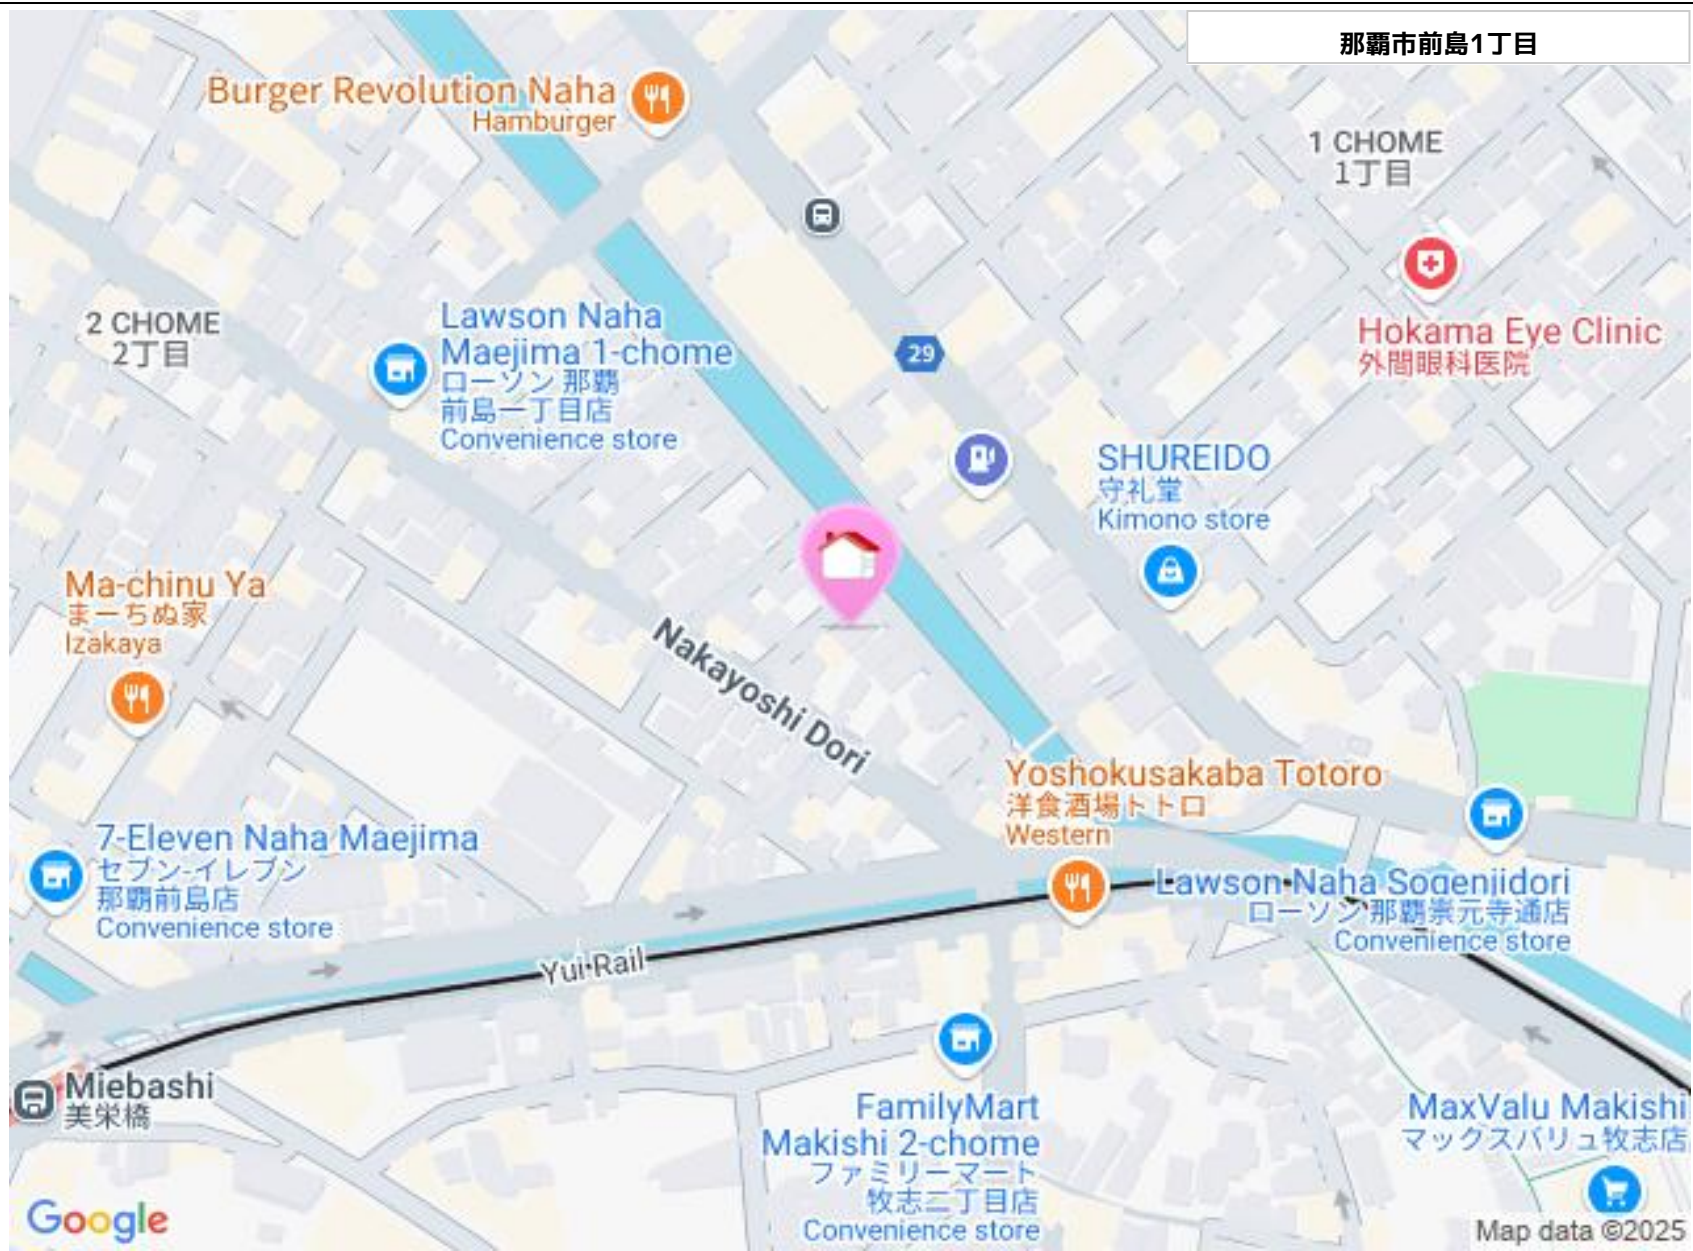 那覇市前島1丁目
Burger Revolution Naha
Hamburger
1 CHOME
1丁目
Hokama Eye Clinic
外間眼科医院
2 CHOME
2丁目
Lawson Naha
Maejima 1-chome
ローソン 那覇
前島一丁目店
Convenience store
29
SHUREIDO
守礼堂
Kimono store
Ma-chinu Ya
まーちぬ家
Izakaya
Nakayoshi Dori
Yoshokusakaba Totoro
洋食酒場トトロ
Western
7-Eleven Naha Maejima
セブン-イレブン
那覇前島店
Convenience store
Lawson Naha Sogenjidori
ローソン 那覇崇元寺通店
Convenience store
Yui Rail
Miebashi
美栄橋
FamilyMart
Makishi 2-chome
ファミリーマート
牧志二丁目店
Convenience store
MaxValu Makishi
マックスバリュ牧志店
Google
Map data ©2025